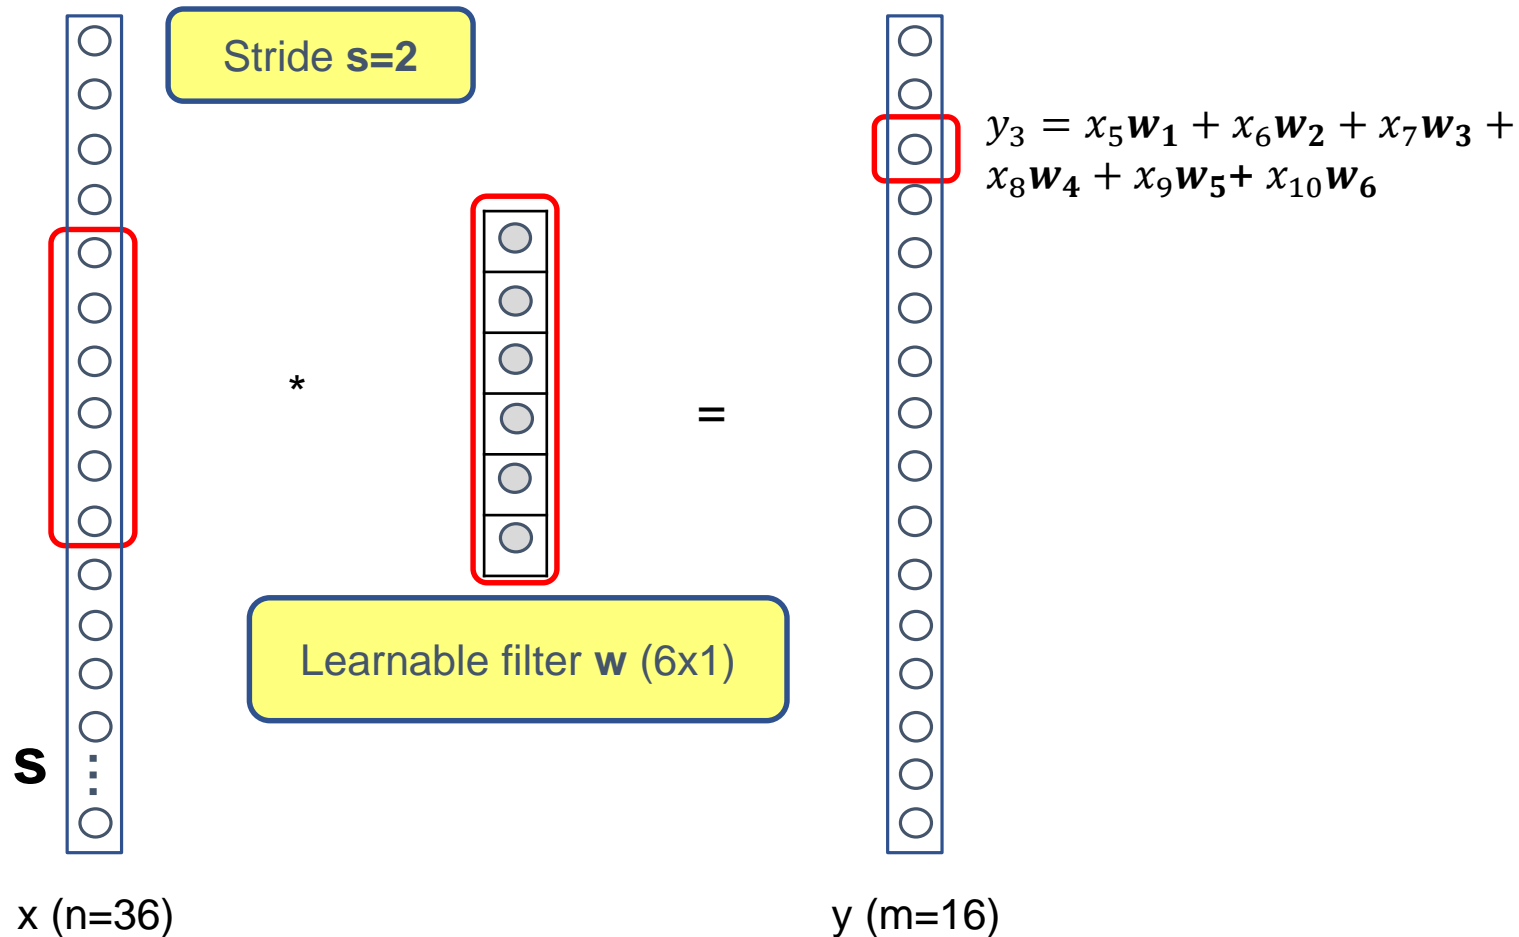 Stride s=2
y₃ = x₅w₁ + x₆w₂ + x₇w₃ +
x₈w₄ + x₉w₅+ x₁₀w₆
*
=
Learnable filter w (6x1)
s
⋮
x (n=36)
y (m=16)